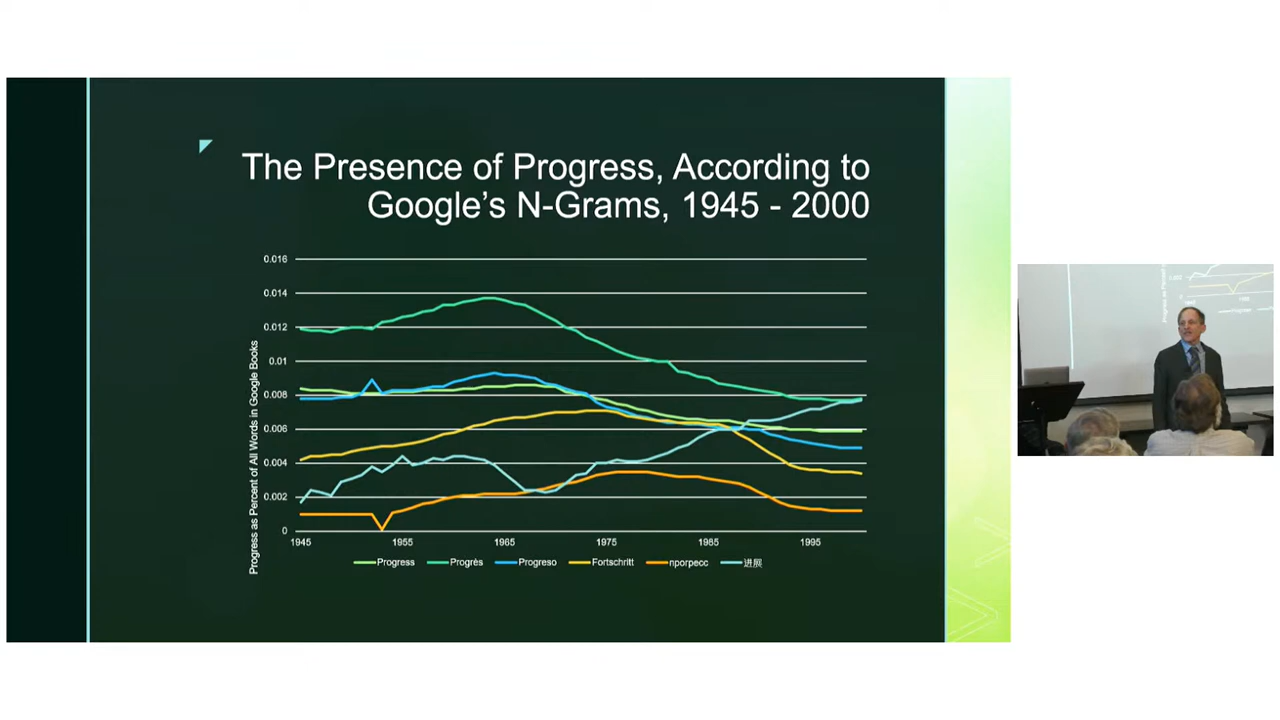 The Presence of Progress, According to
Google's N-Grams, 1945 - 2000
Progress as Percent of All Words in Google Books
0.016
0.014
0.012
0.01
0.008
0.006
0.004
0.002
0
1945 1955 1965 1975 1985 1995
Progress Progrès Progreso Fortschritt прогресс 进展